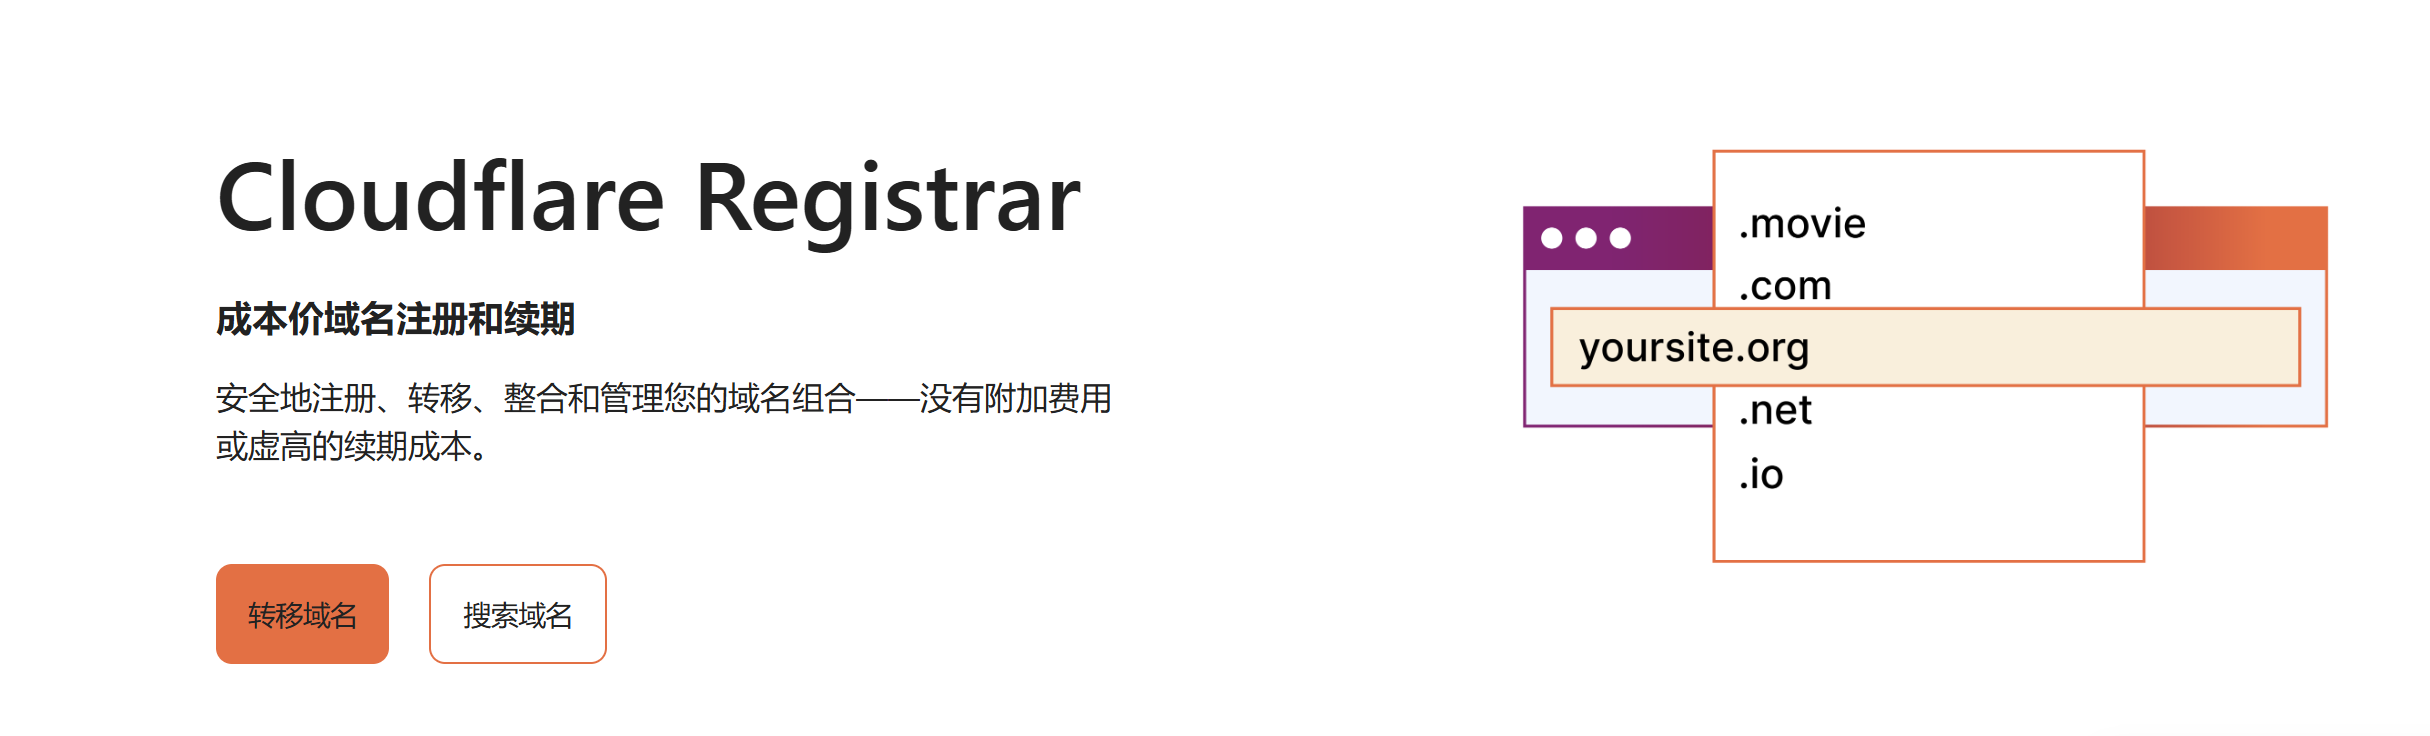 Cloudflare Registrar
成本价域名注册和续期
安全地注册、转移、整合和管理您的域名组合——没有附加费用
或虚高的续期成本。
转移域名
搜索域名
.movie
.com
yoursite.org
.net
.io